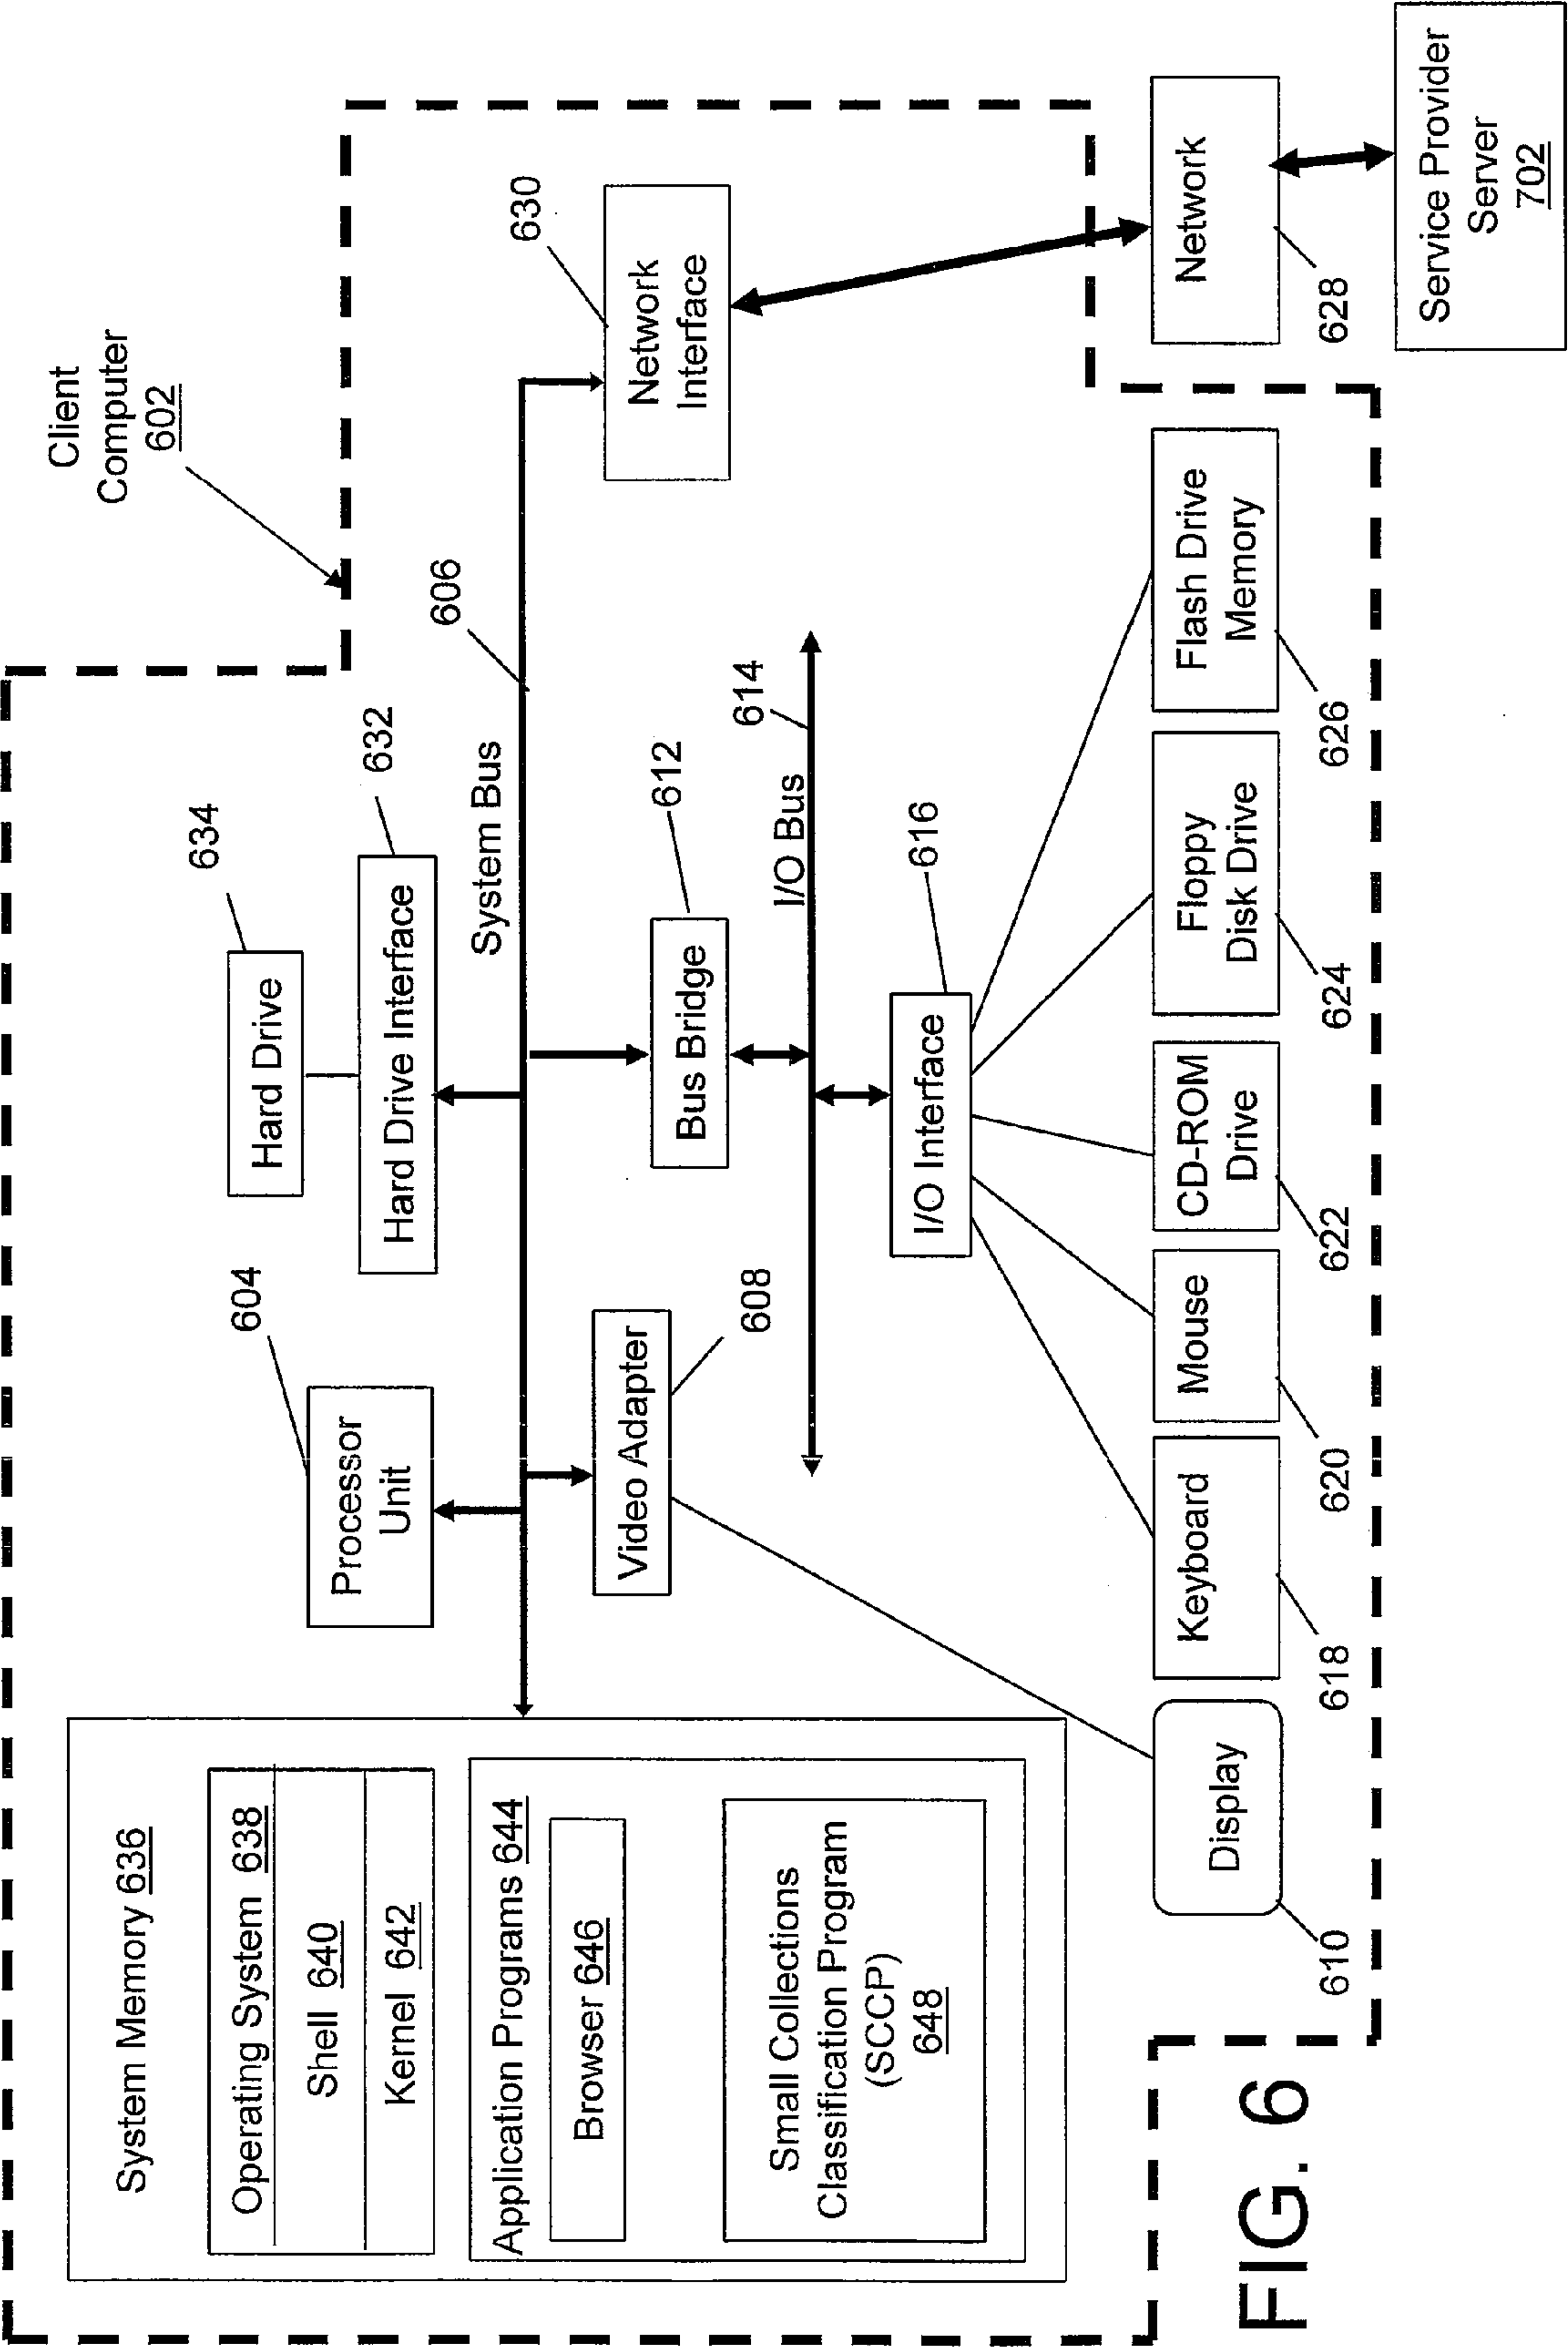 Client
Computer
602
System Memory 636
Operating System 638
Shell 640
Kernel 642
Application Programs 644
Browser 646
Small Collections
Classification Program
(SCCP)
648
604
Processor
Unit
634
Hard Drive
632
Hard Drive Interface
System Bus
606
630
Network
Interface
Video Adapter
608
Bus Bridge
612
I/O Bus
614
I/O Interface
616
Display
610
Keyboard
618
Mouse
620
CD-ROM
Drive
622
Floppy
Disk Drive
624
Flash Drive
Memory
626
Network
628
Service Provider
Server
702
FIG. 6